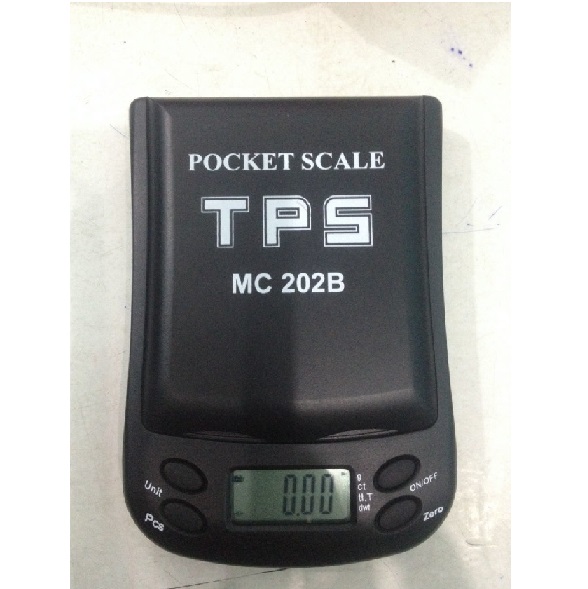 POCKET SCALE
TPS
MC 202B
Unit
Pcs
0.00
g
ct
tl.T
dwt
ON/OFF
Zero